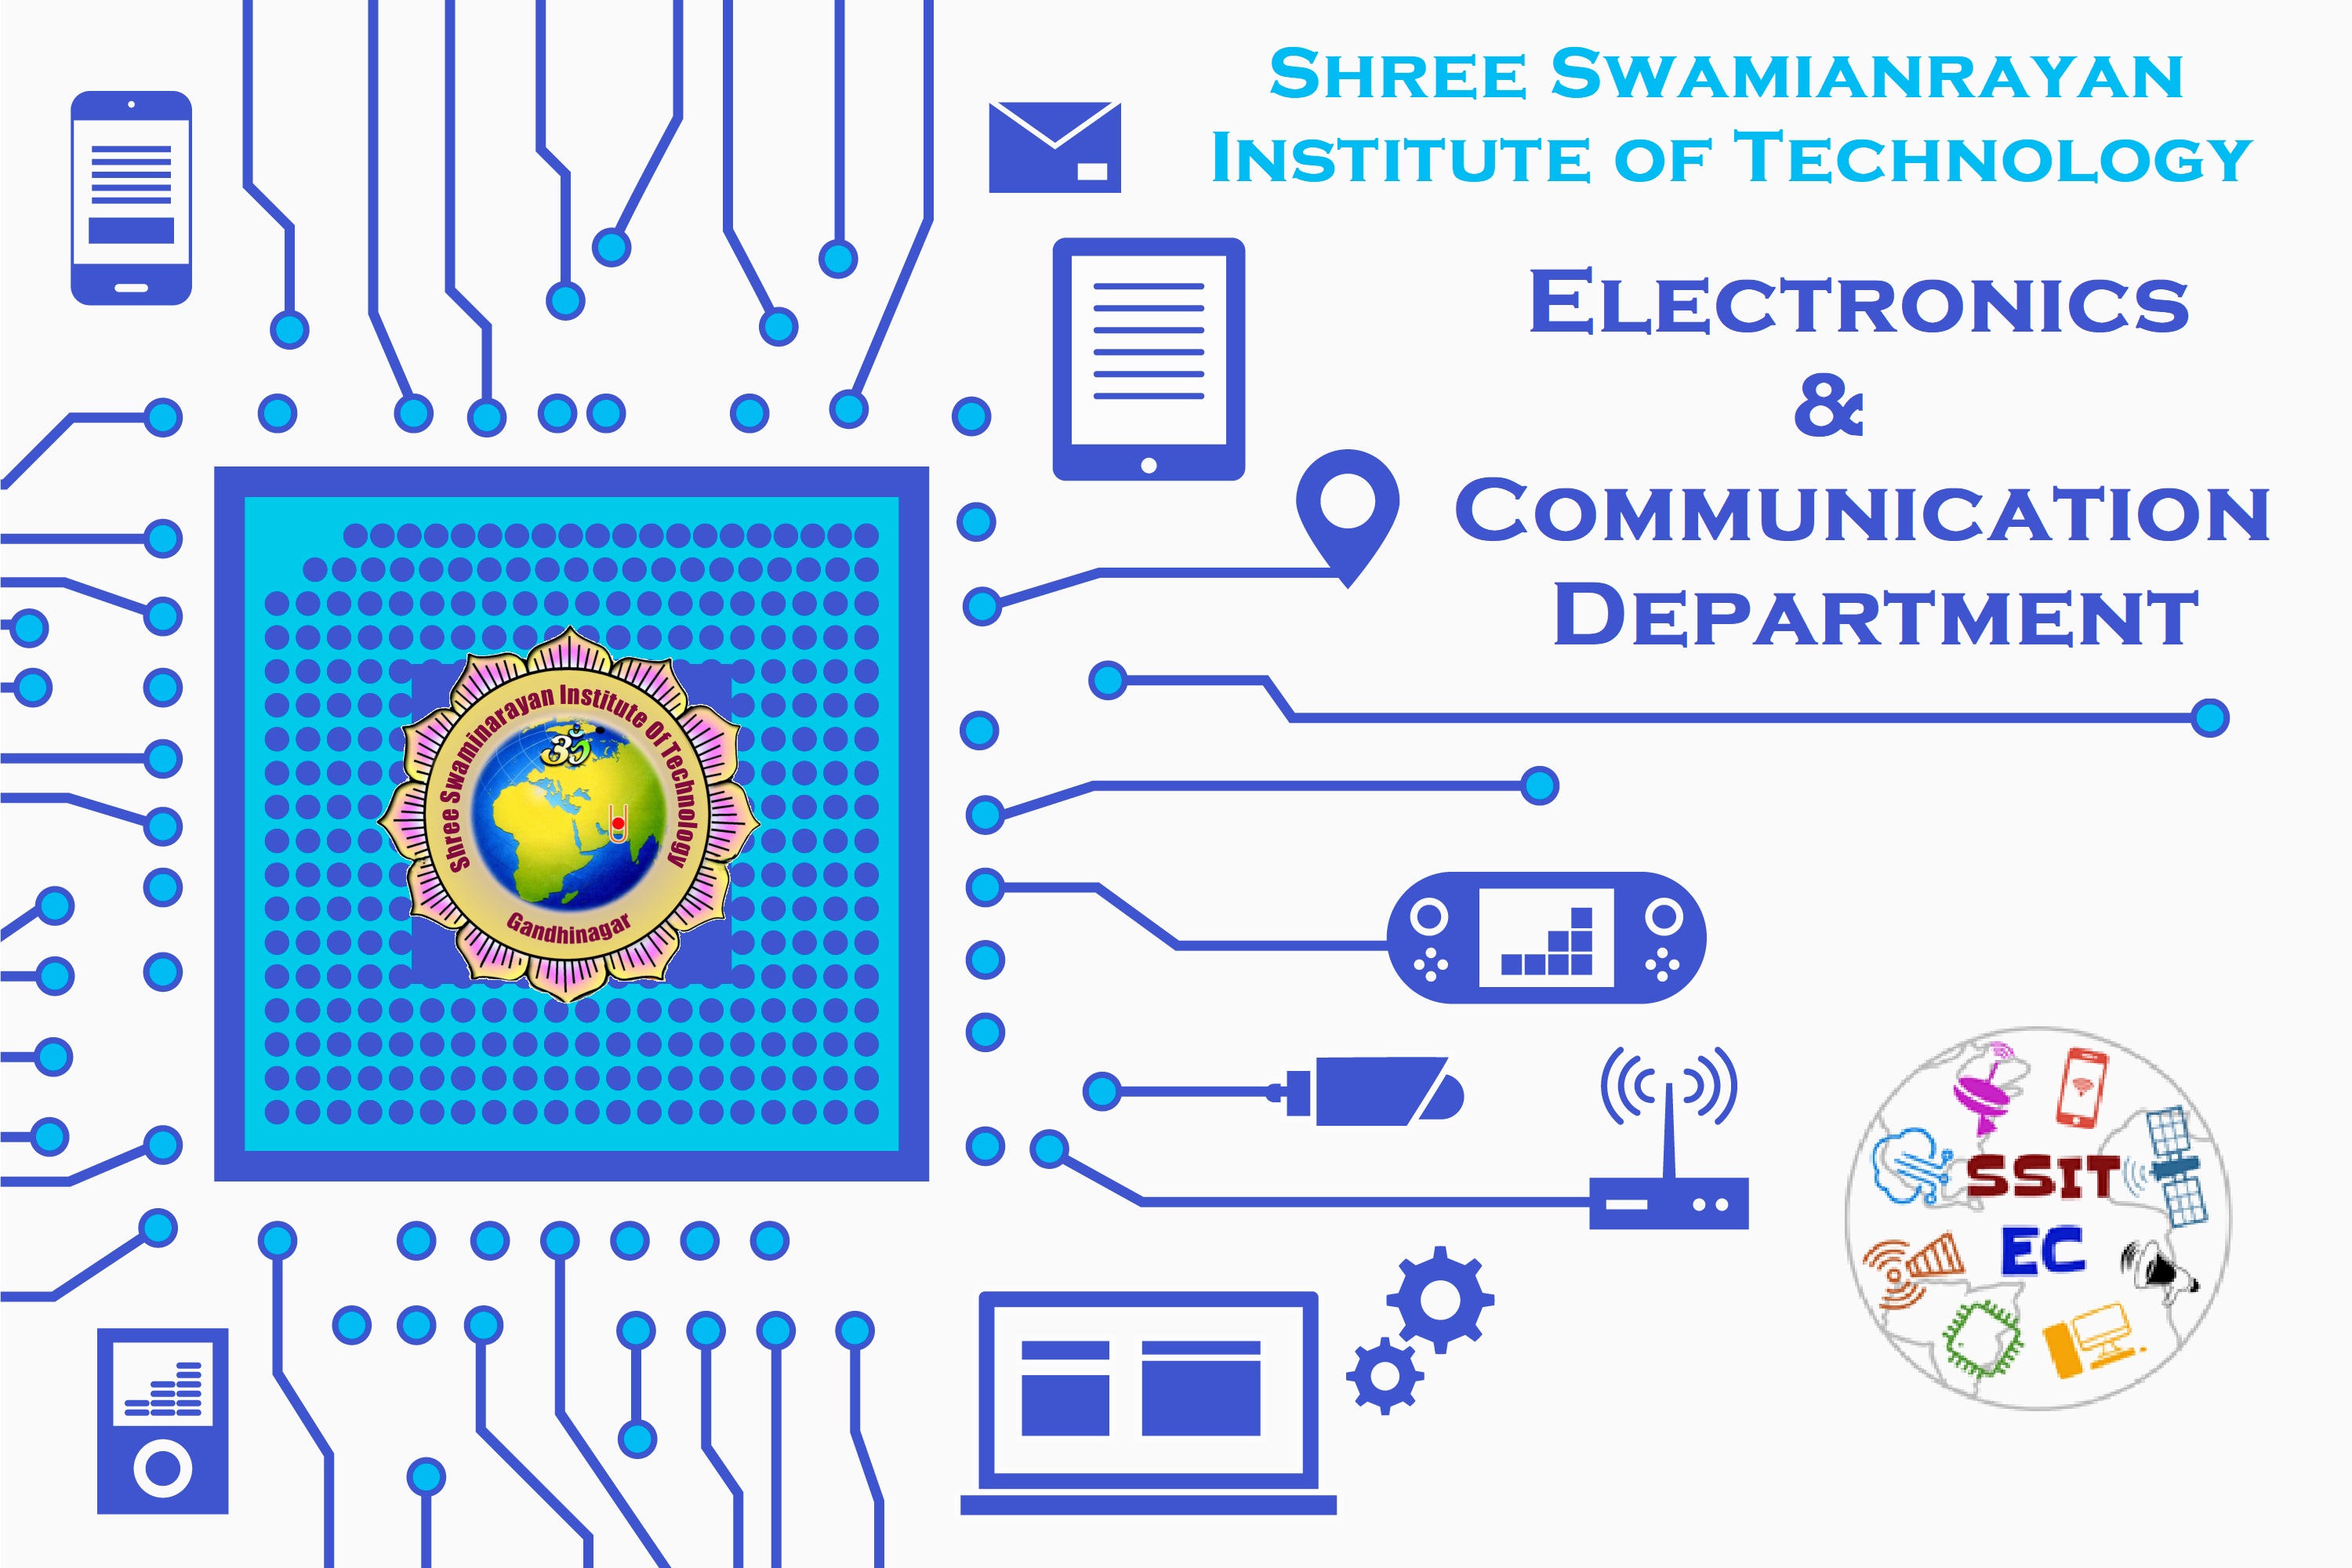 Shree Swamianrayan
Institute of Technology
Electronics
&
Communication
Department
Shree Swaminarayan Institute Of Technology
ॐ
Gandhinagar
SSIT
EC